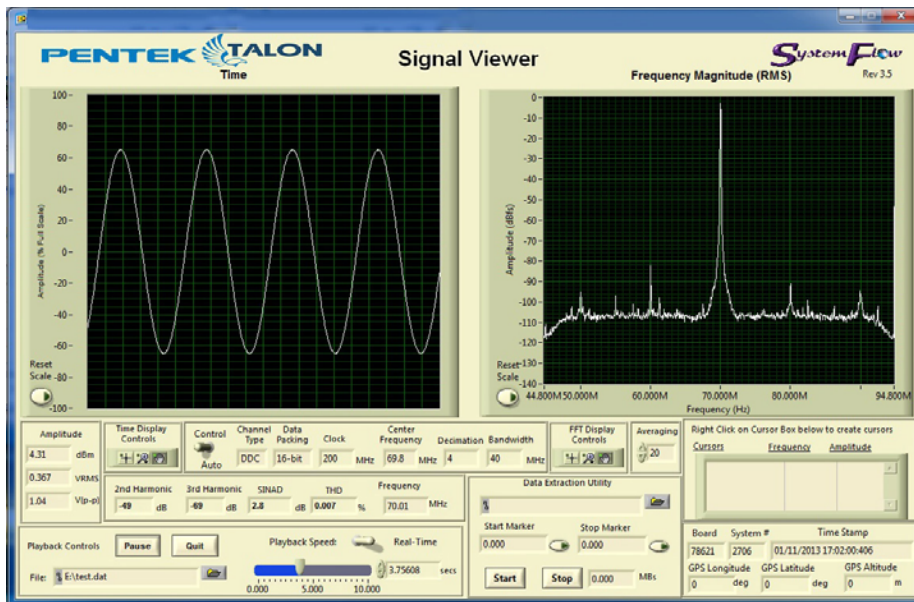 PENTEK TALON
Signal Viewer
SystemFlow
Rev 3.5
Time
Frequency Magnitude (RMS)
Amplitude (% Full Scale)
100
80
60
40
20
0
-20
-40
-60
-80
-100
Reset
Scale
Amplitude (dBfs)
0
-10
-20
-30
-40
-50
-60
-70
-80
-90
-100
-110
-120
-130
-140
44.800M 50.000M 60.000M 70.000M 80.000M 94.800M
Frequency (Hz)
Reset
Scale
Amplitude
4.31 dBm
0.367 VRMS
1.04 V(p-p)
Time Display
Controls
Control
Auto
Channel
Type
DDC
Data
Packing
16-bit
Clock
200 MHz
Center
Frequency
69.8 MHz
Decimation
4
Bandwidth
40 MHz
FFT Display
Controls
Averaging
20
Right Click on Cursor Box below to create cursors
Cursors Frequency Amplitude
2nd Harmonic
-49 dB
3rd Harmonic
-69 dB
SINAD
2.8 dB
THD
0.007 %
Frequency
70.01 MHz
Data Extraction Utility
Start Marker
0.000
Stop Marker
0.000
Start
Stop
0.000 MBs
Playback Controls
Pause
Quit
Playback Speed:
Real-Time
File: E:\test.dat
0.000 5.000 10.000
3.75608 secs
Board
78621
System #
2706
Time Stamp
01/11/2013 17:02:00:406
GPS Longitude
0 deg
GPS Latitude
0 deg
GPS Altitude
0 m